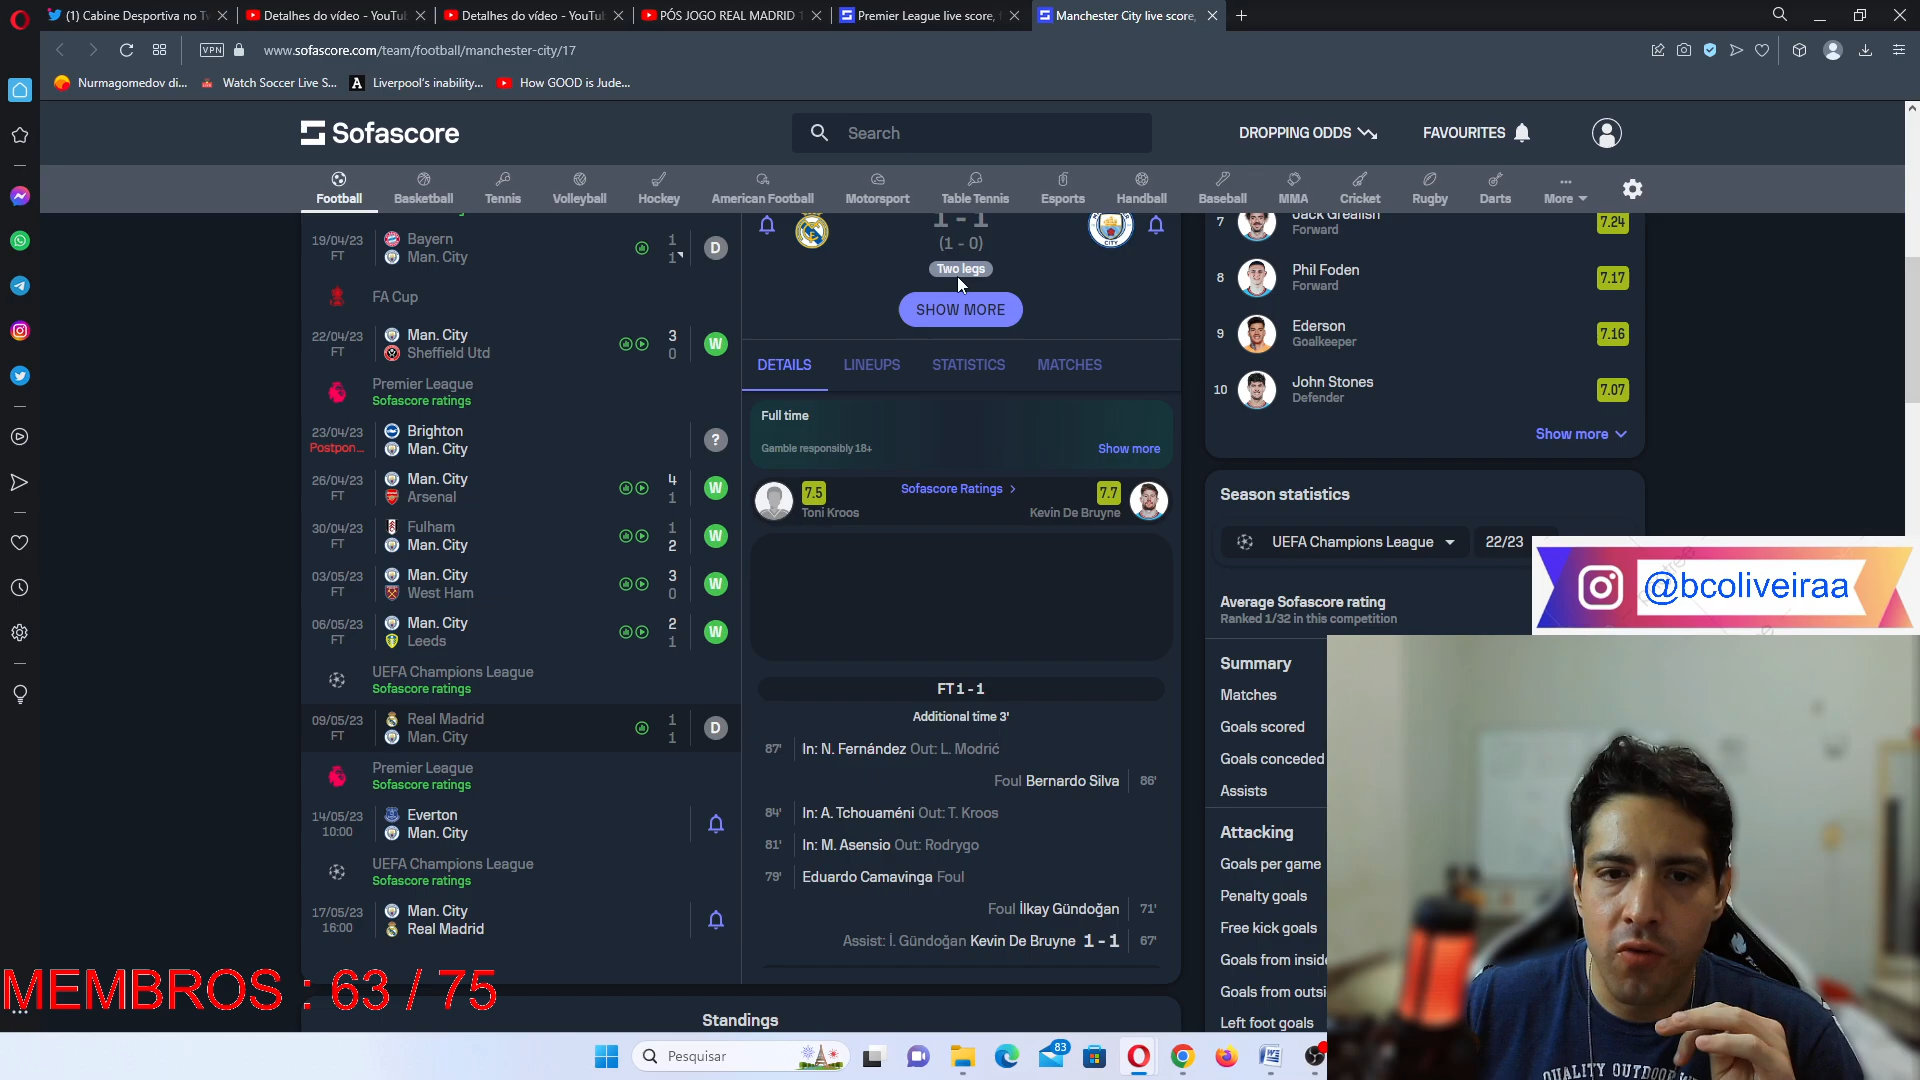 (1) Cabine Desportiva no Tw
Detalhes do vídeo - YouTu
Detalhes do vídeo - YouTu
PÓS JOGO REAL MADRID 1
Premier League live score,
Manchester City live score,
VPN
www.sofascore.com/team/football/manchester-city/17
Nurmagomedov di...
Watch Soccer Live S...
Liverpool's inability...
How GOOD is Jude...
Sofascore
Search
DROPPING ODDS
FAVOURITES
Football
Basketball
Tennis
Volleyball
Hockey
American Football
Motorsport
Table Tennis
Esports
Handball
Baseball
MMA
Cricket
Rugby
Darts
More
19/04/23
FT
Bayern
Man. City
1
1
D
FA Cup
22/04/23
FT
Man. City
Sheffield Utd
3
0
W
Premier League
Sofascore ratings
23/04/23
Postpon...
Brighton
Man. City
?
26/04/23
FT
Man. City
Arsenal
4
1
W
30/04/23
FT
Fulham
Man. City
1
2
W
03/05/23
FT
Man. City
West Ham
3
0
W
06/05/23
FT
Man. City
Leeds
2
1
W
UEFA Champions League
Sofascore ratings
09/05/23
FT
Real Madrid
Man. City
1
1
D
Premier League
Sofascore ratings
14/05/23
10:00
Everton
Man. City
UEFA Champions League
Sofascore ratings
17/05/23
16:00
Man. City
Real Madrid
1 - 1
(1 - 0)
Two legs
SHOW MORE
DETAILS
LINEUPS
STATISTICS
MATCHES
Full time
Gamble responsibly 18+
Show more
7.5
Toni Kroos
Sofascore Ratings >
7.7
Kevin De Bruyne
FT 1 - 1
Additional time 3'
87' In: N. Fernández Out: L. Modrić
Foul Bernardo Silva 86'
84' In: A. Tchouaméni Out: T. Kroos
81' In: M. Asensio Out: Rodrygo
79' Eduardo Camavinga Foul
Foul İlkay Gündoğan 71'
Assist: İ. Gündoğan Kevin De Bruyne 1 - 1 67'
Standings
7
Jack Grealish
Forward
7.24
8
Phil Foden
Forward
7.17
9
Ederson
Goalkeeper
7.16
10
John Stones
Defender
7.07
Show more
Season statistics
UEFA Champions League
22/23
Average Sofascore rating
Ranked 1/32 in this competition
Summary
Matches
Goals scored
Goals conceded
Assists
Attacking
Goals per game
Penalty goals
Free kick goals
Goals from inside
Goals from outsi
Left foot goals
@bcoliveiraa
MEMBROS : 63 / 75
Pesquisar
83
QUALITY OUTDOOR